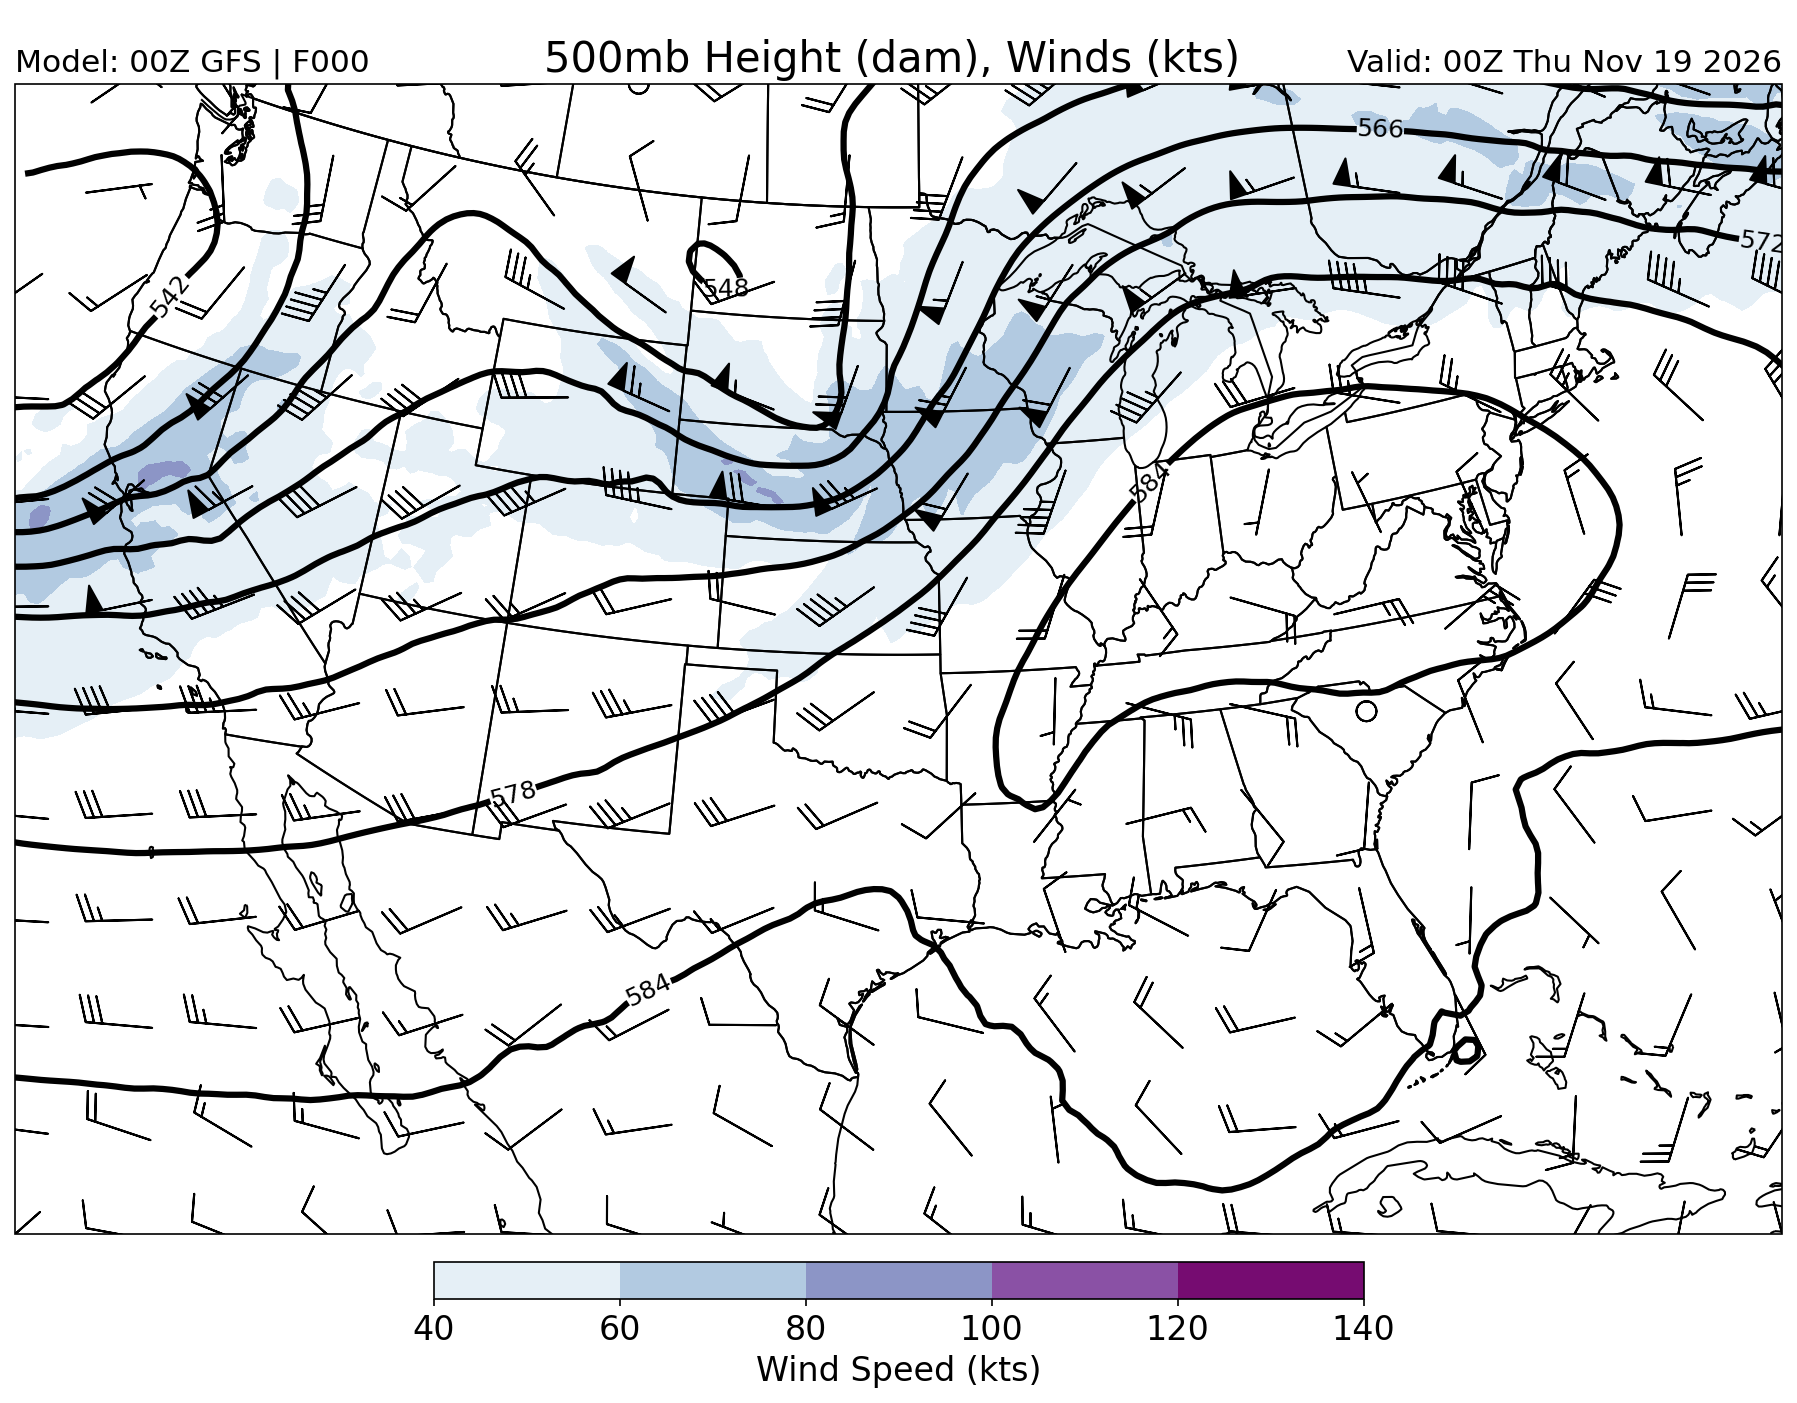 Model: 00Z GFS | F000
500mb Height (dam), Winds (kts)
Valid: 00Z Thu Nov 19 2026
566
572
542
548
584
578
584
40 60 80 100 120 140
Wind Speed (kts)